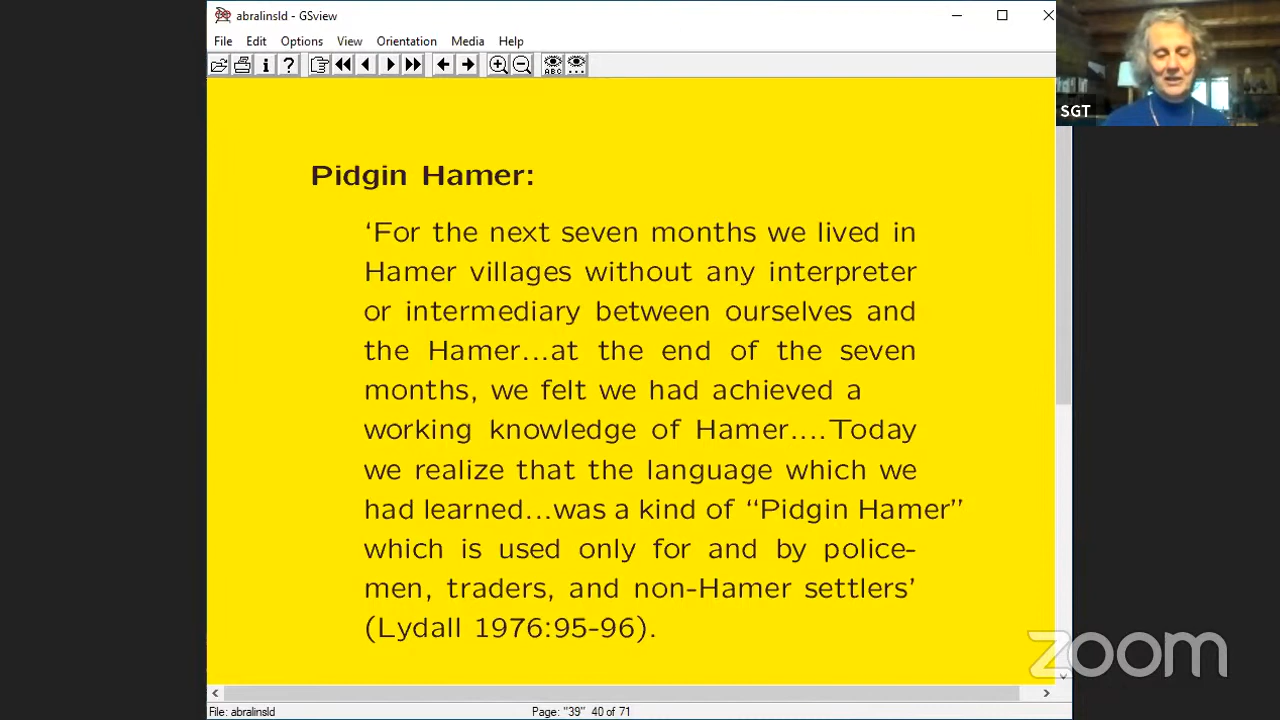 abralinsld - GSview
File Edit Options View Orientation Media Help
SGT
Pidgin Hamer:
‘For the next seven months we lived in
Hamer villages without any interpreter
or intermediary between ourselves and
the Hamer...at the end of the seven
months, we felt we had achieved a
working knowledge of Hamer....Today
we realize that the language which we
had learned...was a kind of “Pidgin Hamer”
which is used only for and by police-
men, traders, and non-Hamer settlers’
(Lydall 1976:95-96).
zoom
File: abralinsld Page: "39" 40 of 71